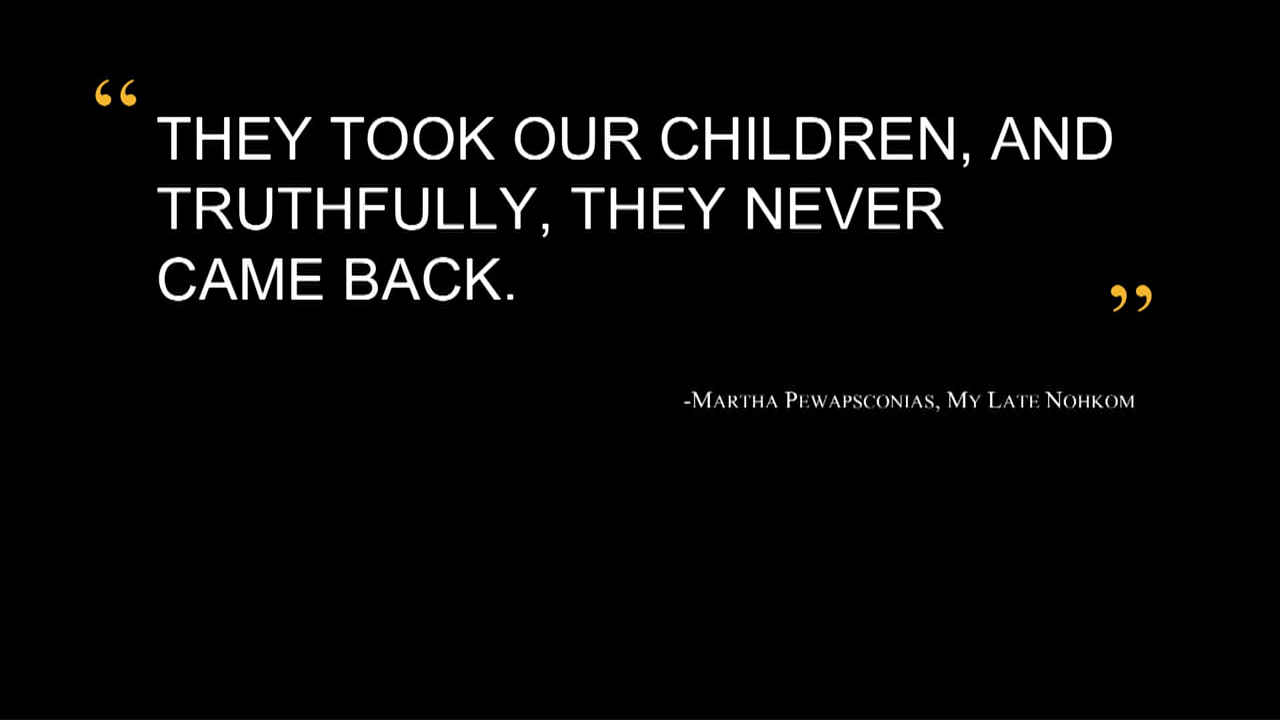 “THEY TOOK OUR CHILDREN, AND
TRUTHFULLY, THEY NEVER
CAME BACK.”
-MARTHA PEWAPSCONIAS, MY LATE NOHKOM